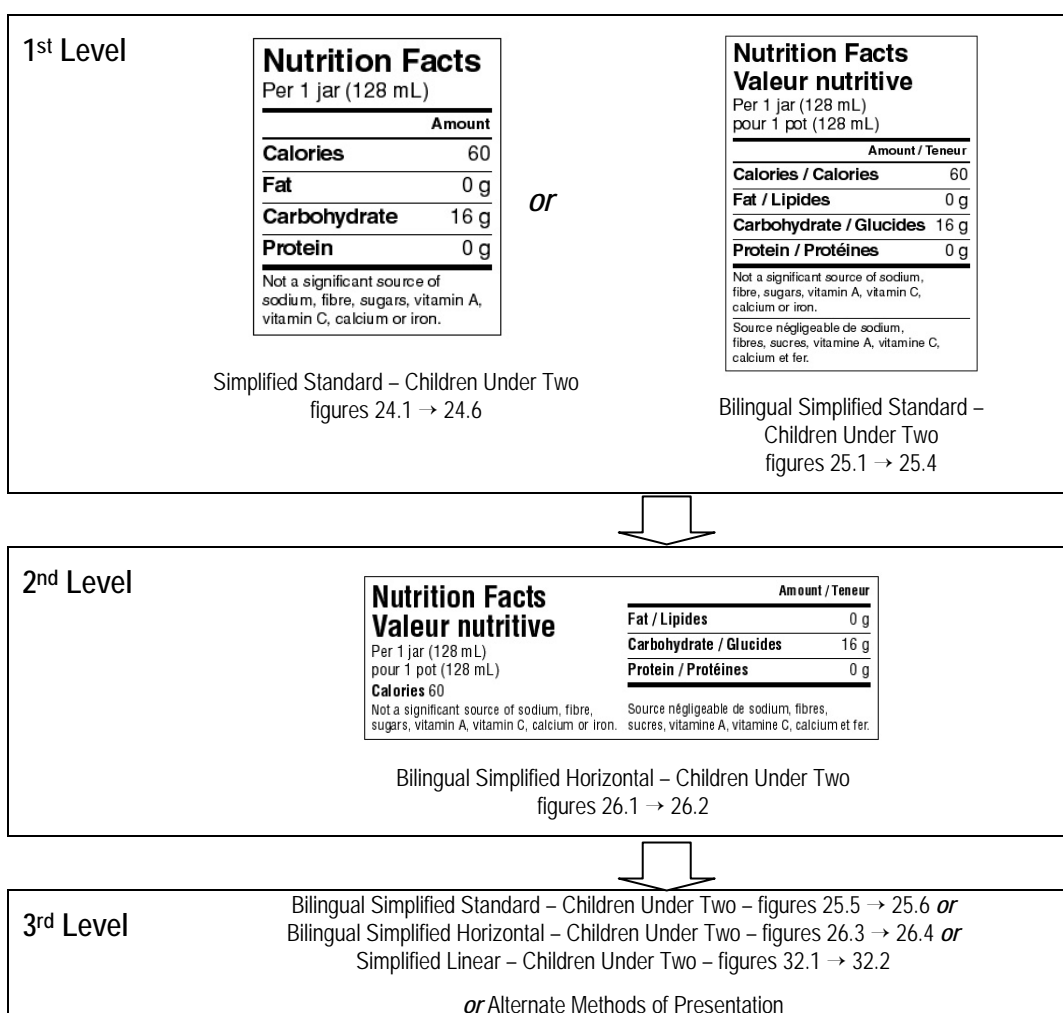 1st Level
Nutrition Facts
Per 1 jar (128 mL)
Amount
Calories 60
Fat 0 g
Carbohydrate 16 g
Protein 0 g
Not a significant source of
sodium, fibre, sugars, vitamin A,
vitamin C, calcium or iron.
Simplified Standard – Children Under Two
figures 24.1 → 24.6
or
Nutrition Facts
Valeur nutritive
Per 1 jar (128 mL)
pour 1 pot (128 mL)
Amount / Teneur
Calories / Calories 60
Fat / Lipides 0 g
Carbohydrate / Glucides 16 g
Protein / Protéines 0 g
Not a significant source of sodium,
fibre, sugars, vitamin A, vitamin C,
calcium or iron.
Source négligeable de sodium,
fibres, sucres, vitamine A, vitamine C,
calcium et fer.
Bilingual Simplified Standard –
Children Under Two
figures 25.1 → 25.4
2nd Level
Nutrition Facts
Valeur nutritive
Per 1 jar (128 mL)
pour 1 pot (128 mL)
Calories 60
Not a significant source of sodium, fibre,
sugars, vitamin A, vitamin C, calcium or iron.
Amount / Teneur
Fat / Lipides 0 g
Carbohydrate / Glucides 16 g
Protein / Protéines 0 g
Source négligeable de sodium, fibres,
sucres, vitamine A, vitamine C, calcium et fer.
Bilingual Simplified Horizontal – Children Under Two
figures 26.1 → 26.2
3rd Level
Bilingual Simplified Standard – Children Under Two – figures 25.5 → 25.6 or
Bilingual Simplified Horizontal – Children Under Two – figures 26.3 → 26.4 or
Simplified Linear – Children Under Two – figures 32.1 → 32.2
or Alternate Methods of Presentation